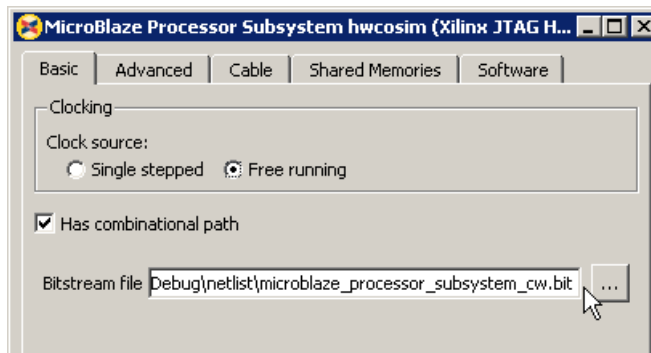 MicroBlaze Processor Subsystem hwcosim (Xilinx JTAG H...
Basic Advanced Cable Shared Memories Software
Clocking
Clock source:
Single stepped Free running
Has combinational path
Bitstream file Debug\netlist\microblaze_processor_subsystem_cw.bit ...